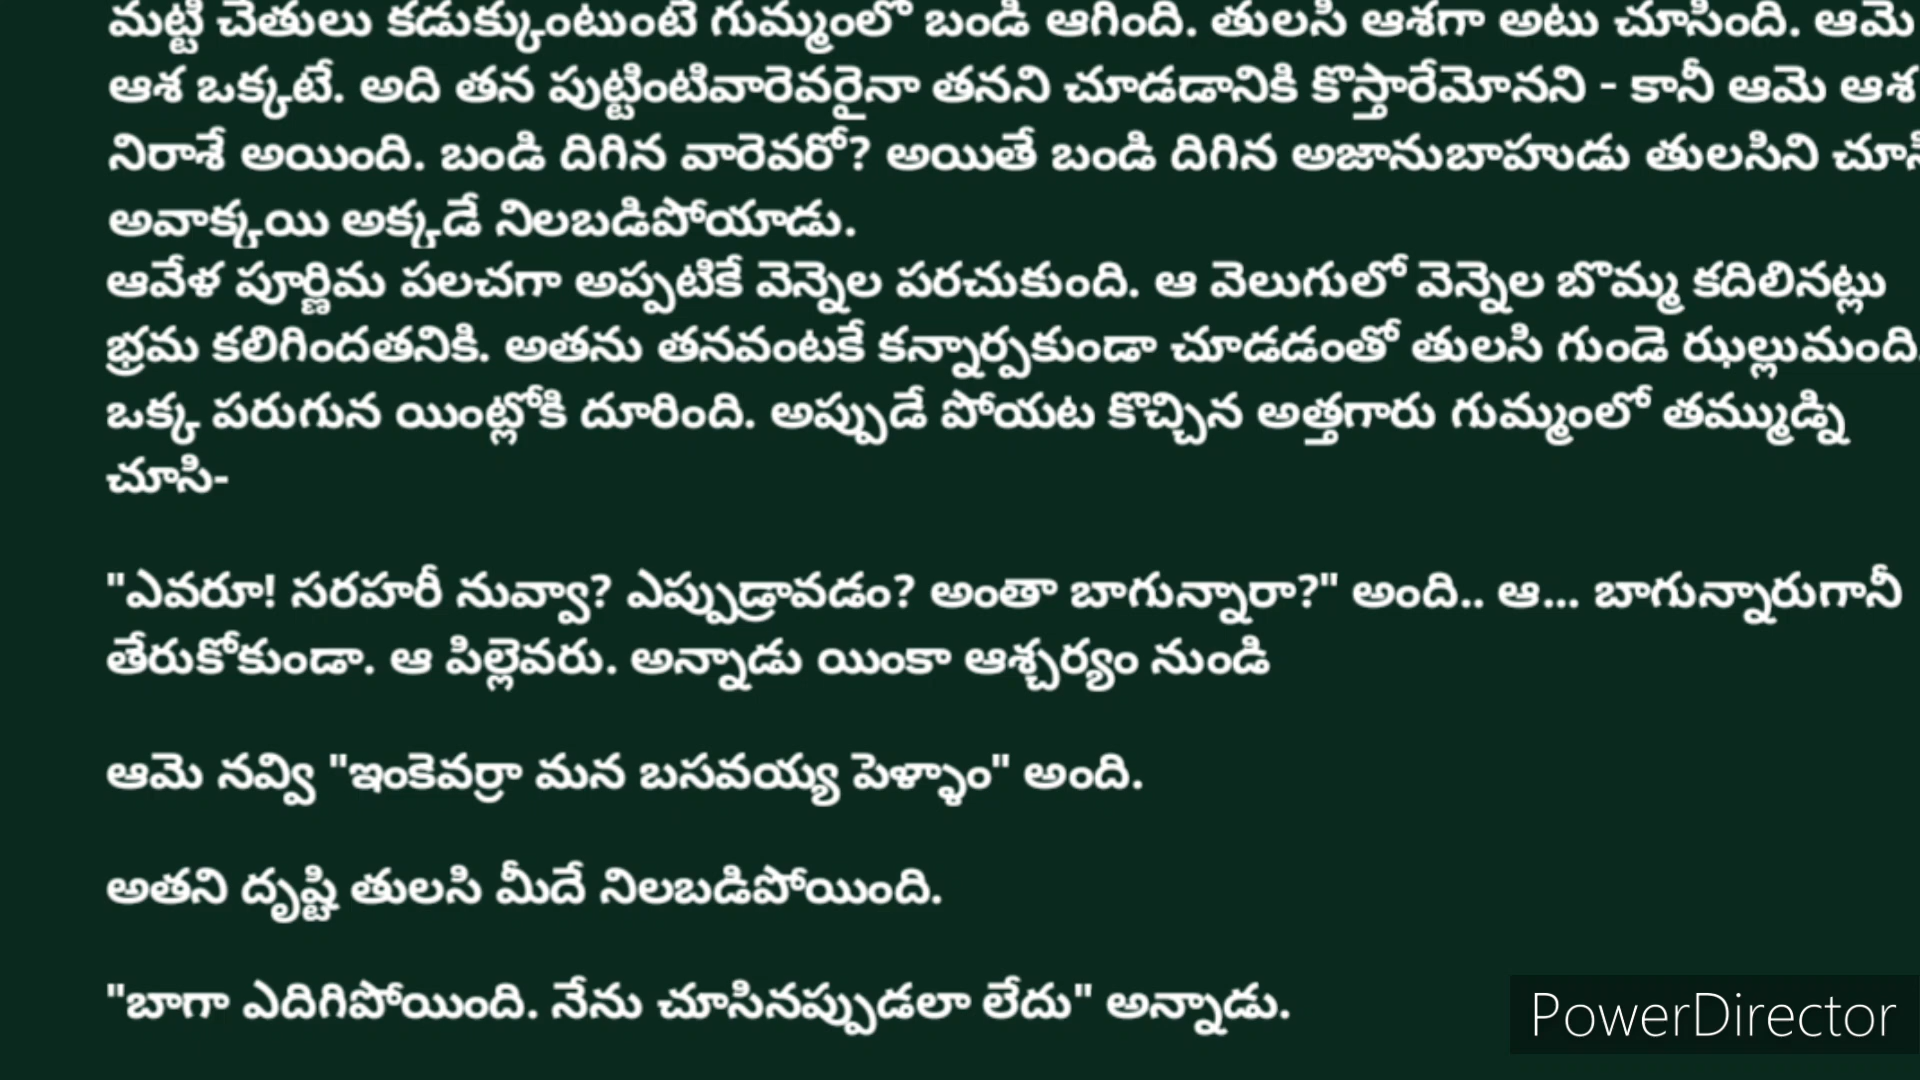 మట్టి చేతులు కడుక్కుంటుంటే గుమ్మంలో బండి ఆగింది. తులసి ఆశగా అటు చూసింది. ఆమె
ఆశ ఒక్కటే. అది తన పుట్టింటివారెవరైనా తనని చూడడానికి కొస్తారేమోనని - కానీ ఆమె ఆశ
నిరాశే అయింది. బండి దిగిన వారెవరో? అయితే బండి దిగిన అజానుబాహుడు తులసిని చూసి
అవాక్కయి అక్కడే నిలబడిపోయాడు.
ఆవేళ పూర్ణిమ పలచగా అప్పటికే వెన్నెల పరచుకుంది. ఆ వెలుగులో వెన్నెల బొమ్మ కదిలినట్లు
భ్రమ కలిగిందతనికి. అతను తనవంటకే కన్నార్పకుండా చూడడంతో తులసి గుండె ఝల్లుమంది.
ఒక్క పరుగున యింట్లోకి దూరింది. అప్పుడే పోయట కొచ్చిన అత్తగారు గుమ్మంలో తమ్ముడ్ని
చూసి-
"ఎవరూ! సరహరీ నువ్వా? ఎప్పుడ్రావడం? అంతా బాగున్నారా?" అంది.. ఆ... బాగున్నారుగానీ
తేరుకోకుండా. ఆ పిల్లెవరు. అన్నాడు యింకా ఆశ్చర్యం నుండి
ఆమె నవ్వి "ఇంకెవర్రా మన బసవయ్య పెళ్ళాం" అంది.
అతని దృష్టి తులసి మీదే నిలబడిపోయింది.
"బాగా ఎదిగిపోయింది. నేను చూసినప్పుడలా లేదు" అన్నాడు.
PowerDirector